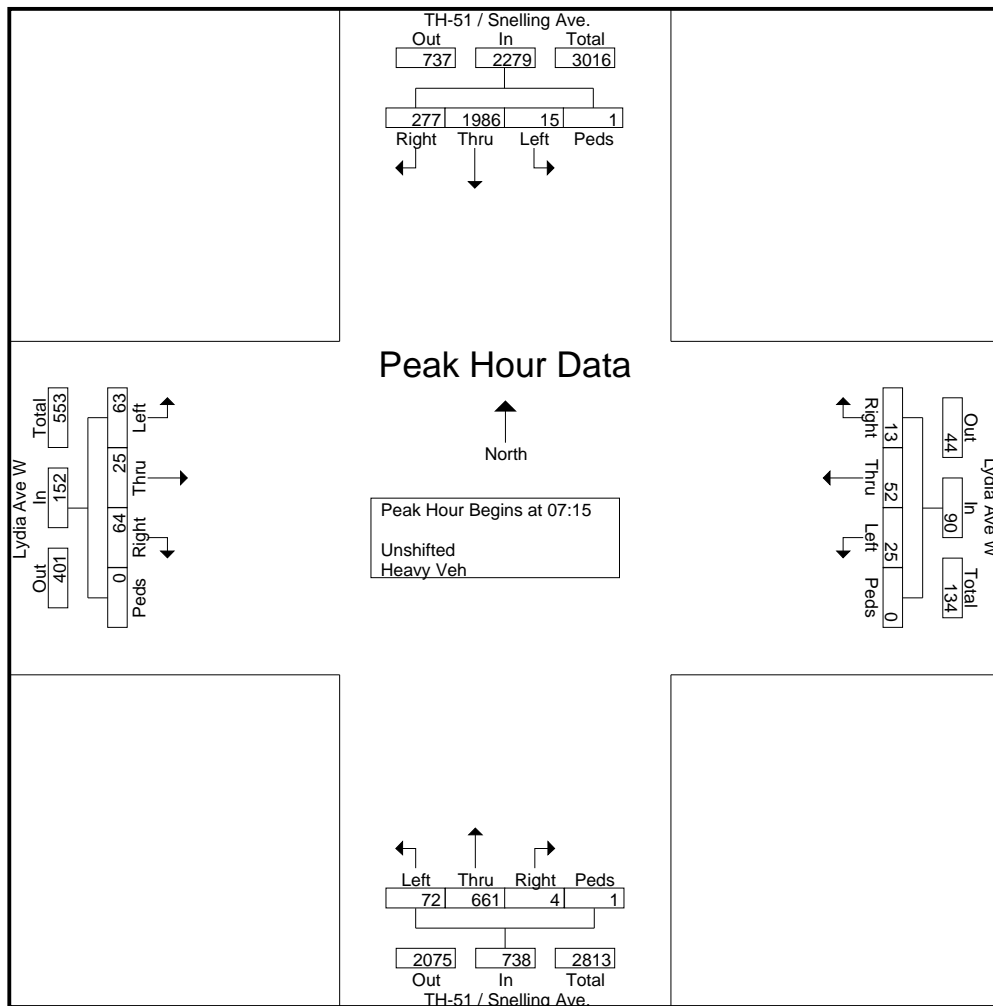 TH-51 / Snelling Ave.
Out In Total
737 2279 3016
277 1986 15 1
Right Thru Left Peds
Peak Hour Data
North
Peak Hour Begins at 07:15
Unshifted
Heavy Veh
Lydia Ave W
Total In Out
553 152 401
63 25 64 0
Left Thru Right Peds
Right Thru Left Peds
13 52 25 0
Out In Total
44 90 134
Lydia Ave W
Left Thru Right Peds
72 661 4 1
2075 738 2813
Out In Total
TH-51 / Snelling Ave.